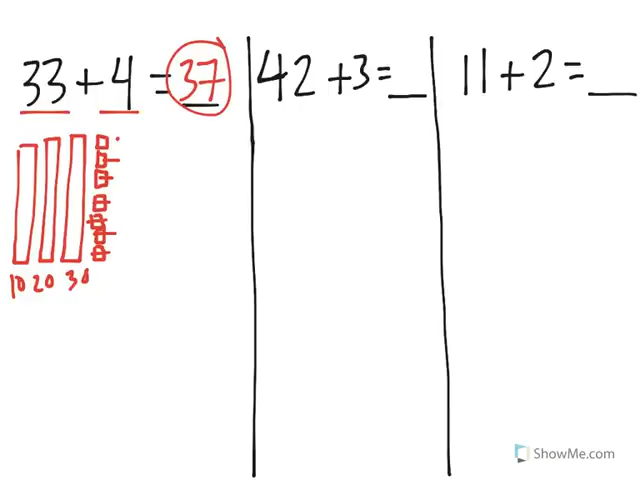 33 + 4 = 37
10 20 30
42 + 3 = _
11 + 2 = _
ShowMe.com